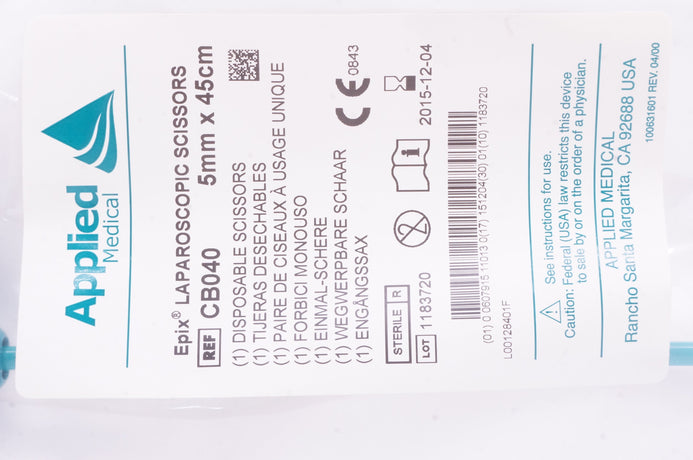 Applied
Medical
Epix® LAPAROSCOPIC SCISSORS
REF CB040 5mm x 45cm
(1) DISPOSABLE SCISSORS
(1) TIJERAS DESECHABLES
(1) PAIRE DE CISEAUX À USAGE UNIQUE
(1) FORBICI MONOUSO
(1) EINMAL-SCHERE
(1) WEGWERPBARE SCHAAR
(1) ENGANGSSAX
CE 0843
STERILE R
LOT 1183720
2015-12-04
(01) 0 0607915 11013 0(17) 151204(30) 01(10) 1183720
L00128401F
See instructions for use.
Caution: Federal (USA) law restricts this device
to sale by or on the order of a physician.
APPLIED MEDICAL
Rancho Santa Margarita, CA 92688 USA
100631601 REV. 04/00